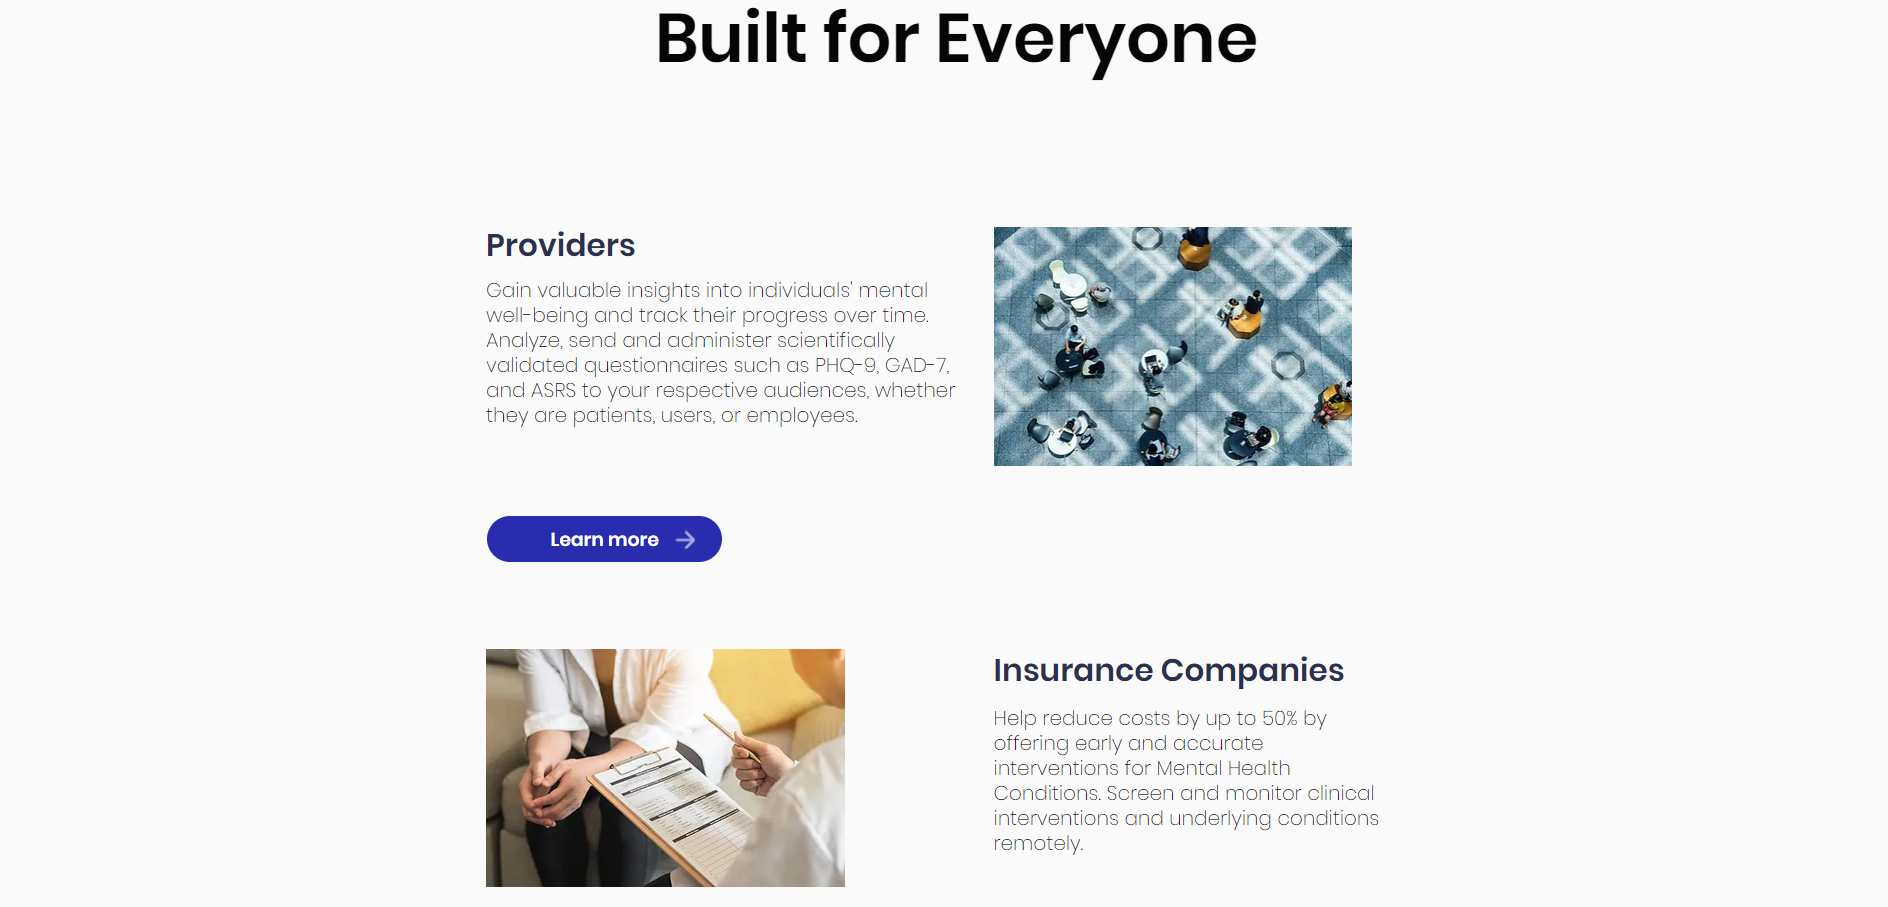 Built for Everyone
Providers
Gain valuable insights into individuals' mental
well-being and track their progress over time.
Analyze, send and administer scientifically
validated questionnaires such as PHQ-9, GAD-7,
and ASRS to your respective audiences, whether
they are patients, users, or employees.
Learn more
Insurance Companies
Help reduce costs by up to 50% by
offering early and accurate
interventions for Mental Health
Conditions. Screen and monitor clinical
interventions and underlying conditions
remotely.